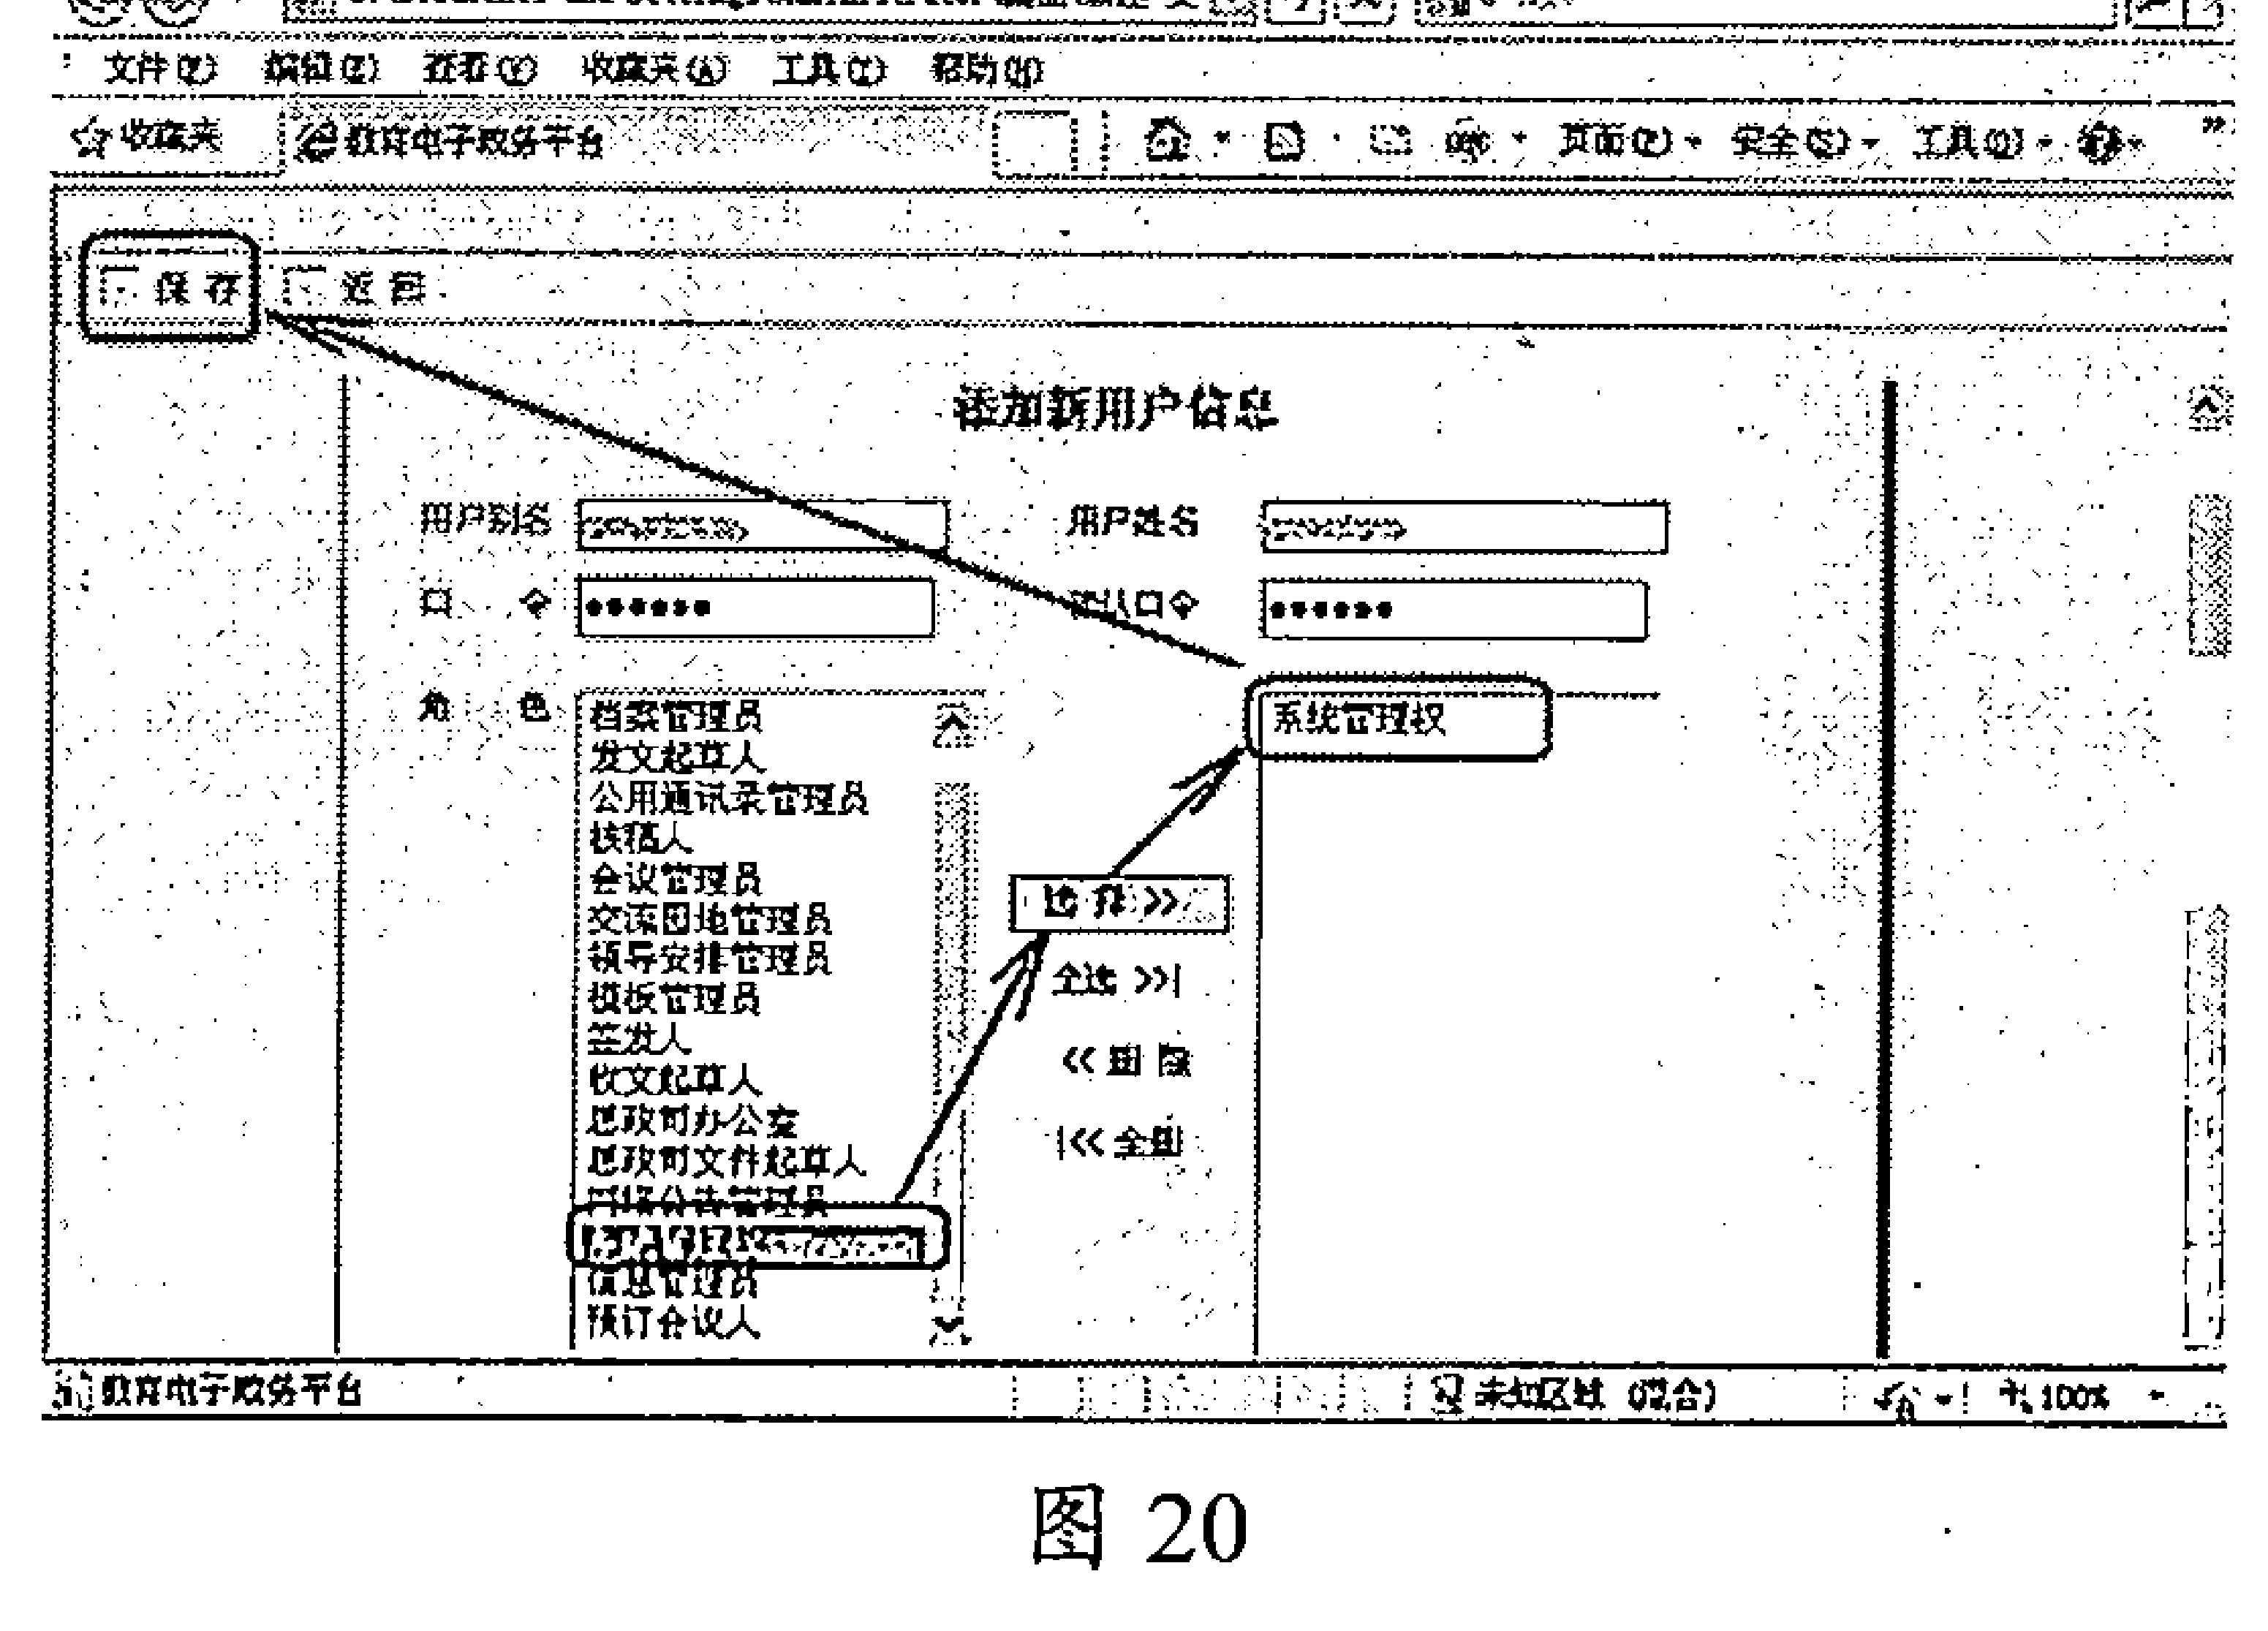 文件(F) 编辑(E) 查看(V) 收藏夹(A) 工具(T) 帮助(H)
收藏夹 教育电子政务平台 页面(P) 安全(S) 工具(O) »
保存 返回
添加新用户信息
用户别名 用户姓名
口 令 •••••• 确认口令 ••••••
角 色 档案管理员 系统管理权
发文起草人
公用通讯录管理员
核稿人
会议管理员
选择>>
交流园地管理员
领导安排管理员
全选 >>|
模板管理员
签发人
<< 删除
收文起草人
思政司办公室
|<< 全删
思政司文件起草人
网络公告管理员
信息管理员
预订会议人
教育电子政务平台 未知区域 (混合) 100%
图 20